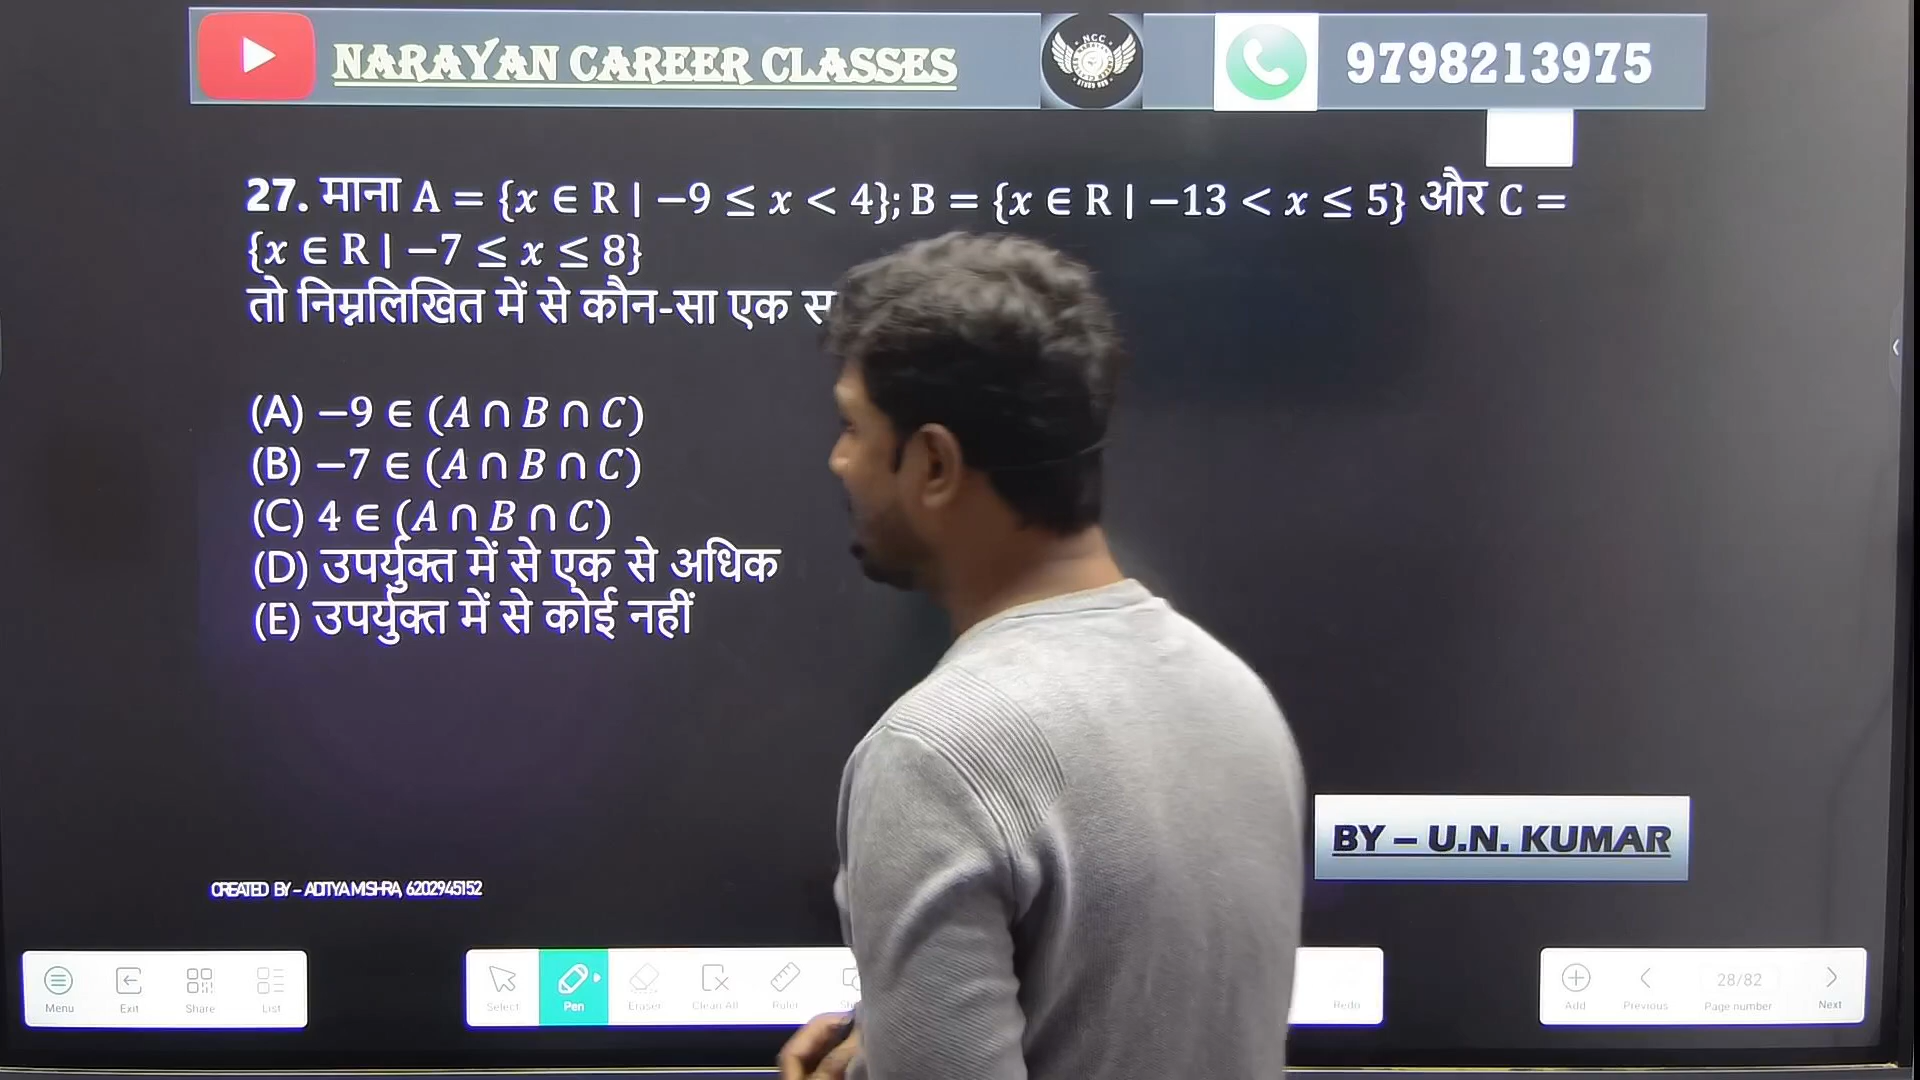 NARAYAN CAREER CLASSES
NCC
9798213975
27. माना A = {x ∈ R | −9 ≤ x < 4}; B = {x ∈ R | −13 < x ≤ 5} और C =
{x ∈ R | −7 ≤ x ≤ 8}
तो निम्नलिखित में से कौन-सा एक
(A) −9 ∈ (A ∩ B ∩ C)
(B) −7 ∈ (A ∩ B ∩ C)
(C) 4 ∈ (A ∩ B ∩ C)
(D) उपर्युक्त में से एक से अधिक
(E) उपर्युक्त में से कोई नहीं
BY – U.N. KUMAR
CREATED BY – ADITYA MISHRA, 6202945152
Menu Exit Share List
Select Pen Eraser Clean All Ruler Redo
28/82
Add Previous Page number Next